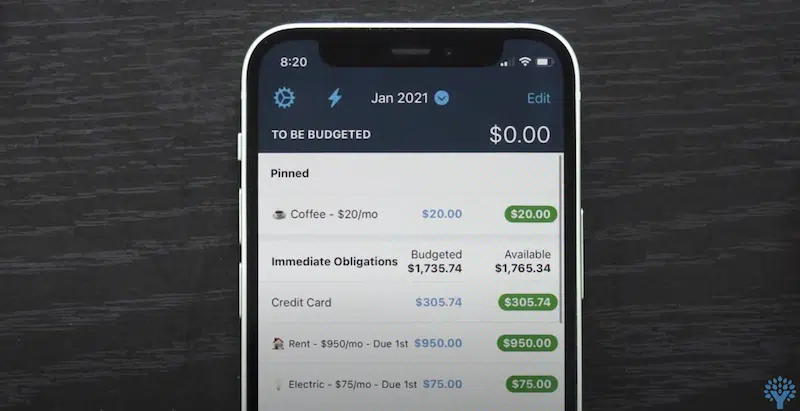 8:20
Jan 2021 Edit
TO BE BUDGETED $0.00
Pinned
Coffee - $20/mo $20.00 $20.00
Immediate Obligations Budgeted $1,735.74 Available $1,765.34
Credit Card $305.74 $305.74
Rent - $950/mo - Due 1st $950.00 $950.00
Electric - $75/mo - Due 1st $75.00 $75.00